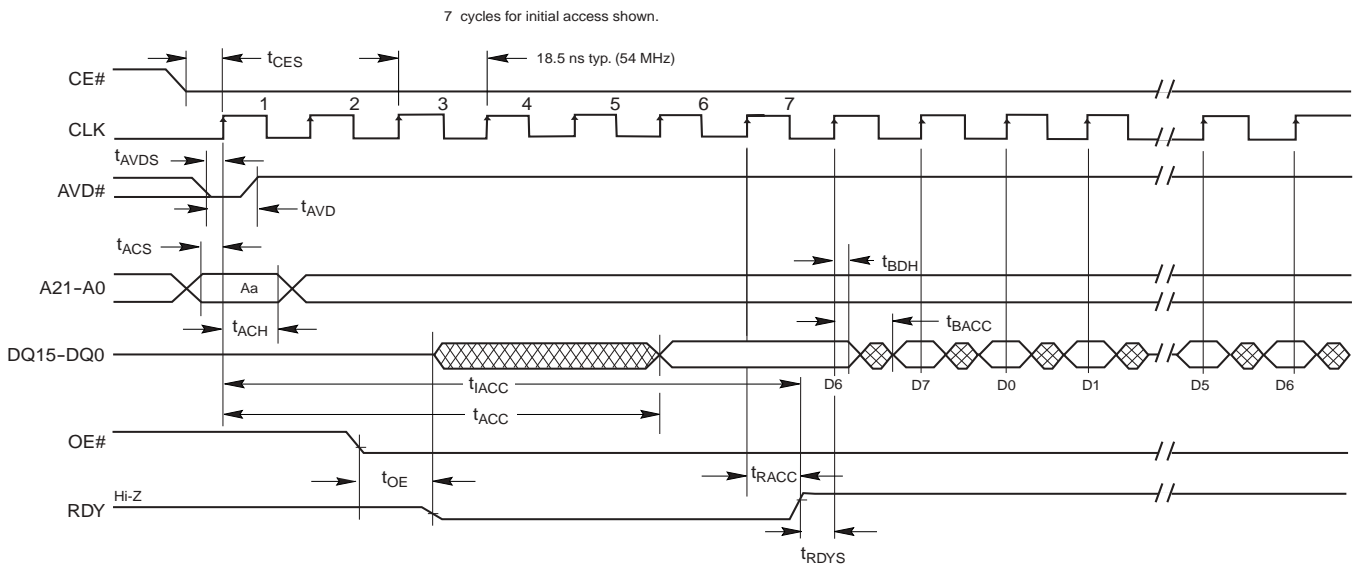 7 cycles for initial access shown.
tCES
18.5 ns typ. (54 MHz)
CE#
1 2 3 4 5 6 7
CLK
tAVDS
AVD#
tAVD
tACS
tBDH
A21-A0
Aa
tACH
tBACC
DQ15-DQ0
tIACC
D6 D7 D0 D1 D5 D6
tACC
OE#
tOE
tRACC
Hi-Z
RDY
tRDYS